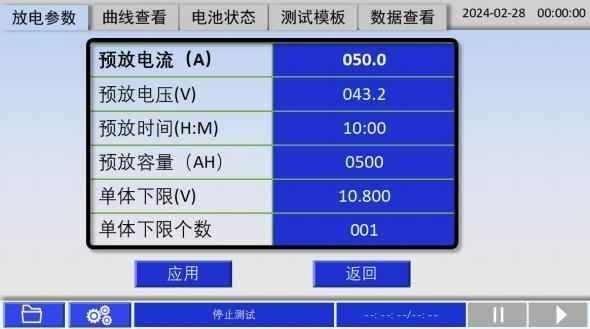 放电参数 曲线查看 电池状态 测试模板 数据查看 2024-02-28 00:00:00
预放电流（A） 050.0
预放电压(V) 043.2
预放时间(H:M) 10:00
预放容量（AH） 0500
单体下限(V) 10.800
单体下限个数 001
应用 返回
停止测试 --: --: --/--: --